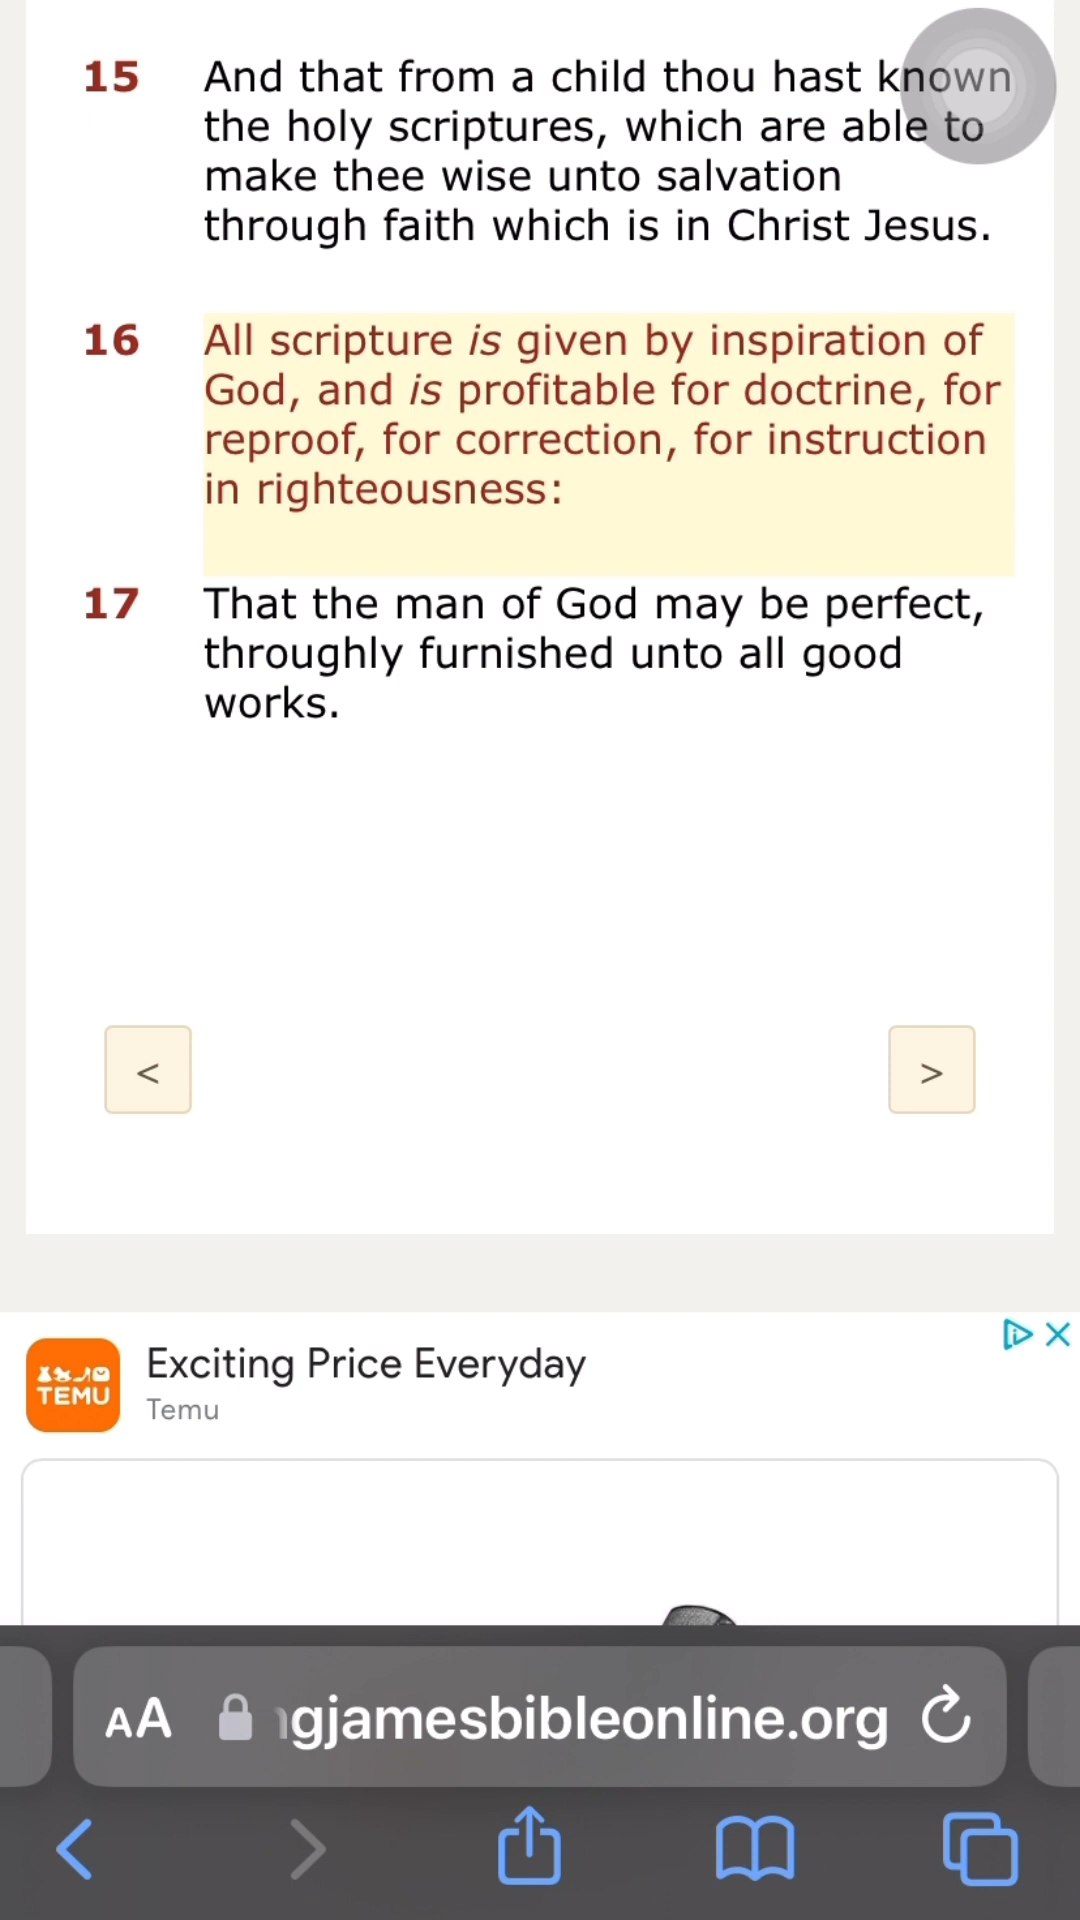 15 And that from a child thou hast known
the holy scriptures, which are able to
make thee wise unto salvation
through faith which is in Christ Jesus.
16 All scripture is given by inspiration of
God, and is profitable for doctrine, for
reproof, for correction, for instruction
in righteousness:
17 That the man of God may be perfect,
throughly furnished unto all good
works.
< >
Exciting Price Everyday
TEMU
Temu
AA gjamesbibleonline.org